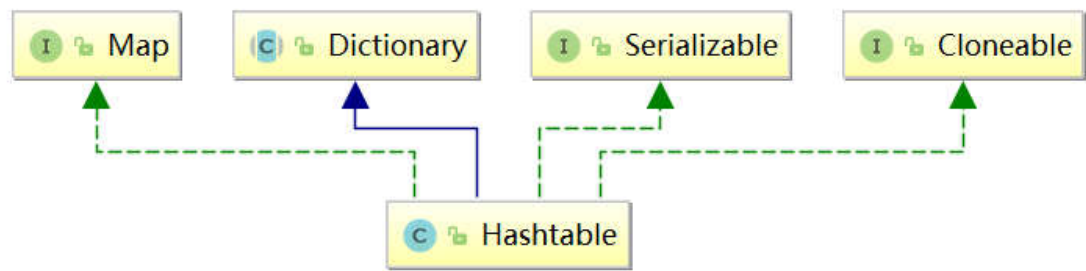 I Map
C Dictionary
I Serializable
I Cloneable
C Hashtable